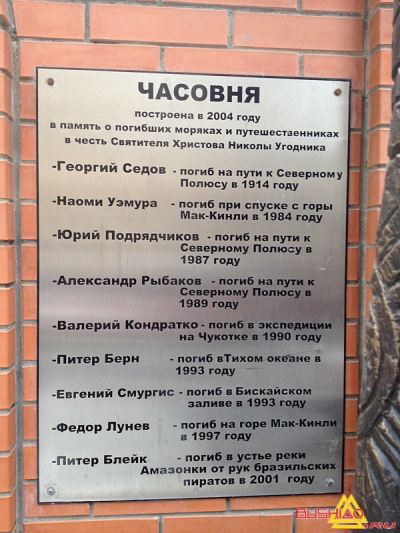 ЧАСОВНЯ
построена в 2004 году
в память о погибших моряках и путешественниках
в честь Святителя Христова Николы Угодника
-Георгий Седов - погиб на пути к Северному
Полюсу в 1914 году
-Наоми Уэмура - погиб при спуске с горы
Мак-Кинли в 1984 году
-Юрий Подрядчиков - погиб на пути к
Северному Полюсу в
1987 году
-Александр Рыбаков - погиб на пути к
Северному Полюсу в
1989 году
-Валерий Кондратко - погиб в экспедиции
на Чукотке в 1990 году
-Питер Берн - погиб вТихом океане в
1993 году
-Евгений Смургис - погиб в Бискайском
заливе в 1993 году
-Федор Лунев - погиб на горе Мак-Кинли
в 1997 году
-Питер Блейк - погиб в устье реки
Амазонки от рук бразильских
пиратов в 2001 году
BUSHIDO
.RU